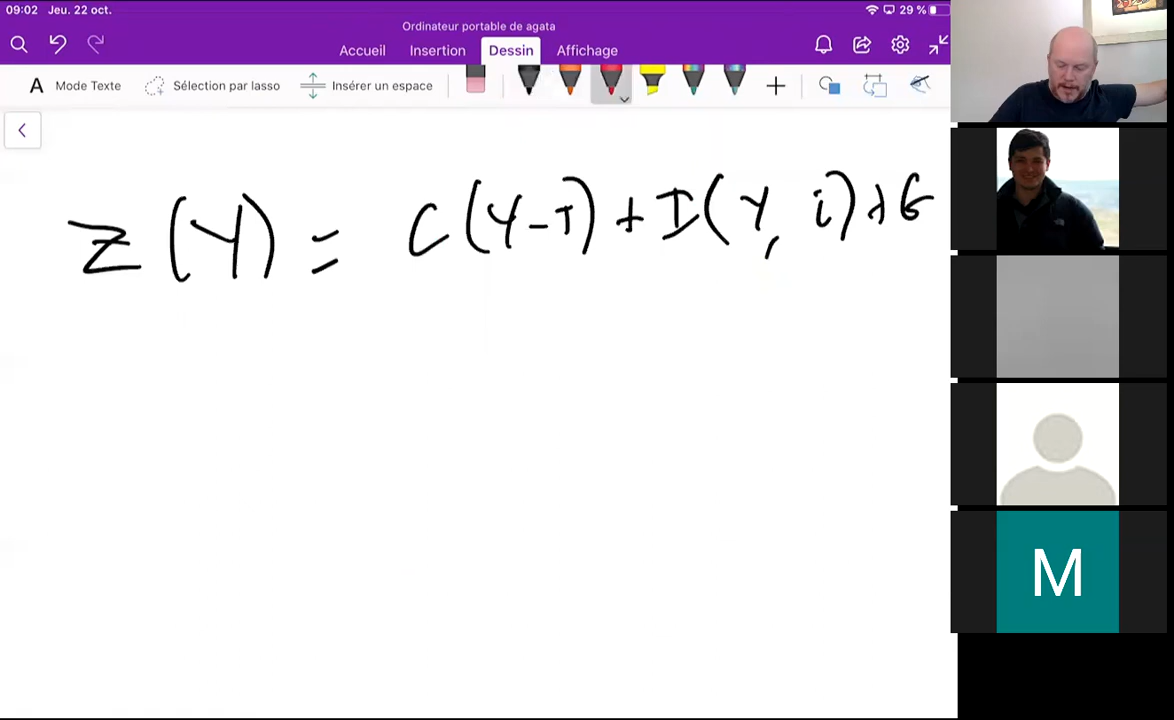 09:02 Jeu. 22 oct.
29 %
Ordinateur portable de agata
Accueil Insertion Dessin Affichage
A Mode Texte Sélection par lasso Insérer un espace
Z(Y) = C(Y-T) + I(Y, i) + G
M